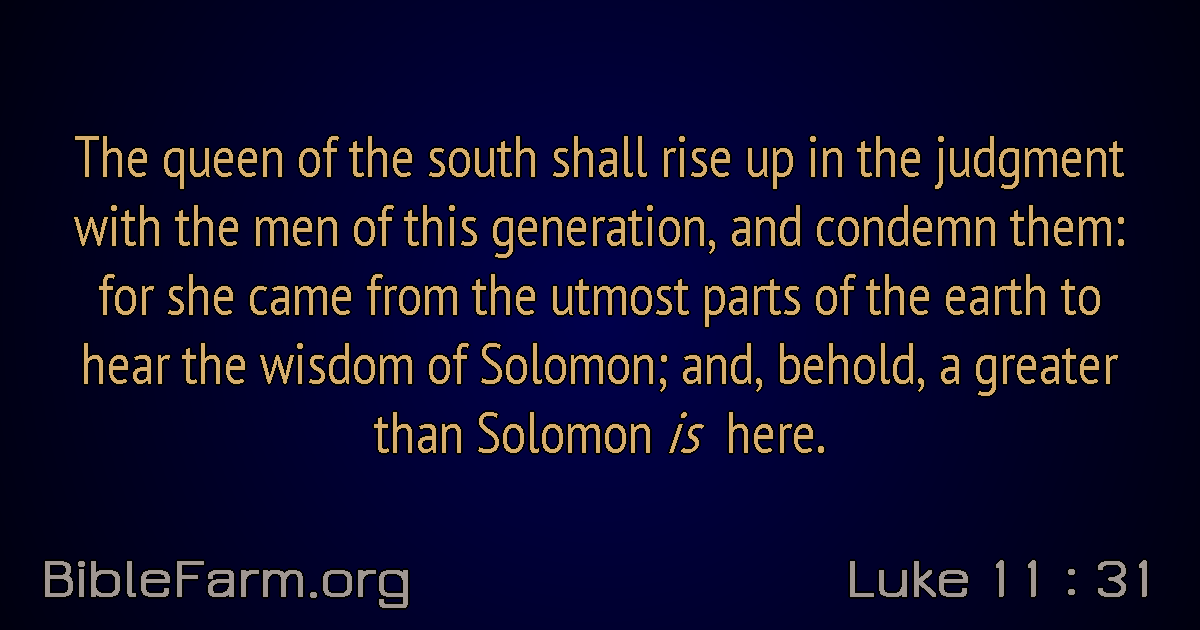 The queen of the south shall rise up in the judgment
with the men of this generation, and condemn them:
for she came from the utmost parts of the earth to
hear the wisdom of Solomon; and, behold, a greater
than Solomon is here.
BibleFarm.org
Luke 11 : 31